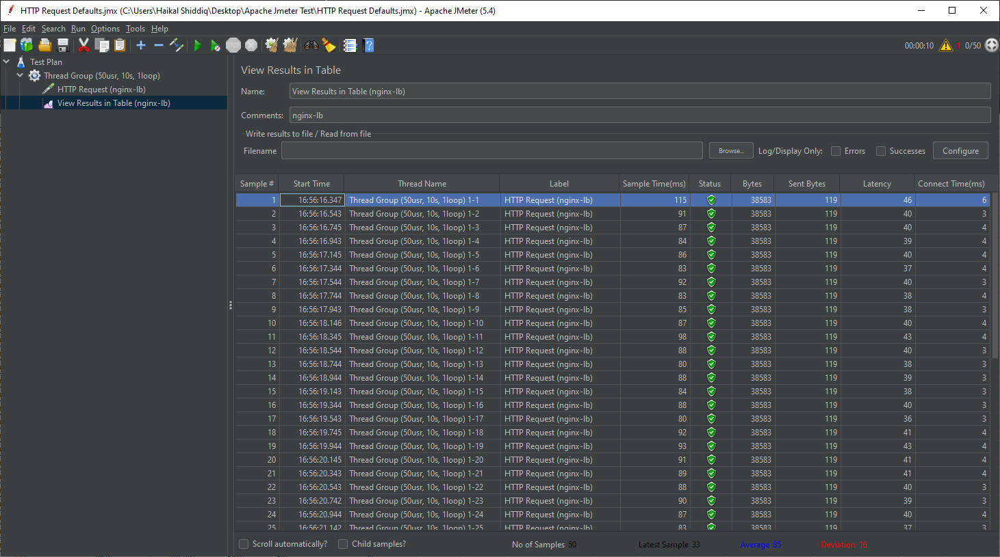 HTTP Request Defaults.jmx (C:\Users\Haikal Shiddiq\Desktop\Apache Jmeter Test\HTTP Request Defaults.jmx) - Apache JMeter (5.4)
File Edit Search Run Options Tools Help
STOP 00:00:10 1 0/50
Test Plan
Thread Group (50usr, 10s, 1loop)
HTTP Request (nginx-lb)
View Results in Table (nginx-lb)
View Results in Table
Name: View Results in Table (nginx-lb)
Comments: nginx-lb
Write results to file / Read from file
Filename Browse... Log/Display Only: Errors Successes Configure
Sample # Start Time Thread Name Label Sample Time(ms) Status Bytes Sent Bytes Latency Connect Time(ms)
1 16:56:16.347 Thread Group (50usr, 10s, 1loop) 1-1 HTTP Request (nginx-lb) 115 38583 119 46 6
2 16:56:16.543 Thread Group (50usr, 10s, 1loop) 1-2 HTTP Request (nginx-lb) 91 38583 119 40 3
3 16:56:16.745 Thread Group (50usr, 10s, 1loop) 1-3 HTTP Request (nginx-lb) 87 38583 119 40 4
4 16:56:16.943 Thread Group (50usr, 10s, 1loop) 1-4 HTTP Request (nginx-lb) 84 38583 119 39 4
5 16:56:17.145 Thread Group (50usr, 10s, 1loop) 1-5 HTTP Request (nginx-lb) 86 38583 119 40 4
6 16:56:17.344 Thread Group (50usr, 10s, 1loop) 1-6 HTTP Request (nginx-lb) 83 38583 119 37 4
7 16:56:17.544 Thread Group (50usr, 10s, 1loop) 1-7 HTTP Request (nginx-lb) 92 38583 119 40 3
8 16:56:17.744 Thread Group (50usr, 10s, 1loop) 1-8 HTTP Request (nginx-lb) 83 38583 119 38 4
9 16:56:17.943 Thread Group (50usr, 10s, 1loop) 1-9 HTTP Request (nginx-lb) 85 38583 119 38 3
10 16:56:18.146 Thread Group (50usr, 10s, 1loop) 1-10 HTTP Request (nginx-lb) 87 38583 119 40 4
11 16:56:18.345 Thread Group (50usr, 10s, 1loop) 1-11 HTTP Request (nginx-lb) 98 38583 119 43 4
12 16:56:18.544 Thread Group (50usr, 10s, 1loop) 1-12 HTTP Request (nginx-lb) 88 38583 119 40 3
13 16:56:18.744 Thread Group (50usr, 10s, 1loop) 1-13 HTTP Request (nginx-lb) 80 38583 119 38 3
14 16:56:18.944 Thread Group (50usr, 10s, 1loop) 1-14 HTTP Request (nginx-lb) 88 38583 119 39 3
15 16:56:19.143 Thread Group (50usr, 10s, 1loop) 1-15 HTTP Request (nginx-lb) 84 38583 119 38 3
16 16:56:19.344 Thread Group (50usr, 10s, 1loop) 1-16 HTTP Request (nginx-lb) 88 38583 119 40 3
17 16:56:19.543 Thread Group (50usr, 10s, 1loop) 1-17 HTTP Request (nginx-lb) 80 38583 119 36 3
18 16:56:19.745 Thread Group (50usr, 10s, 1loop) 1-18 HTTP Request (nginx-lb) 92 38583 119 41 4
19 16:56:19.944 Thread Group (50usr, 10s, 1loop) 1-19 HTTP Request (nginx-lb) 93 38583 119 43 4
20 16:56:20.145 Thread Group (50usr, 10s, 1loop) 1-20 HTTP Request (nginx-lb) 91 38583 119 41 4
21 16:56:20.343 Thread Group (50usr, 10s, 1loop) 1-21 HTTP Request (nginx-lb) 89 38583 119 41 4
22 16:56:20.543 Thread Group (50usr, 10s, 1loop) 1-22 HTTP Request (nginx-lb) 88 38583 119 40 3
23 16:56:20.742 Thread Group (50usr, 10s, 1loop) 1-23 HTTP Request (nginx-lb) 90 38583 119 39 3
24 16:56:20.944 Thread Group (50usr, 10s, 1loop) 1-24 HTTP Request (nginx-lb) 87 38583 119 40 4
25 16:56:21.142 Thread Group (50usr, 10s, 1loop) 1-25 HTTP Request (nginx-lb) 83 38583 119 37 3
Scroll automatically? Child samples? No of Samples 50 Latest Sample 33 Average 85 Deviation 16